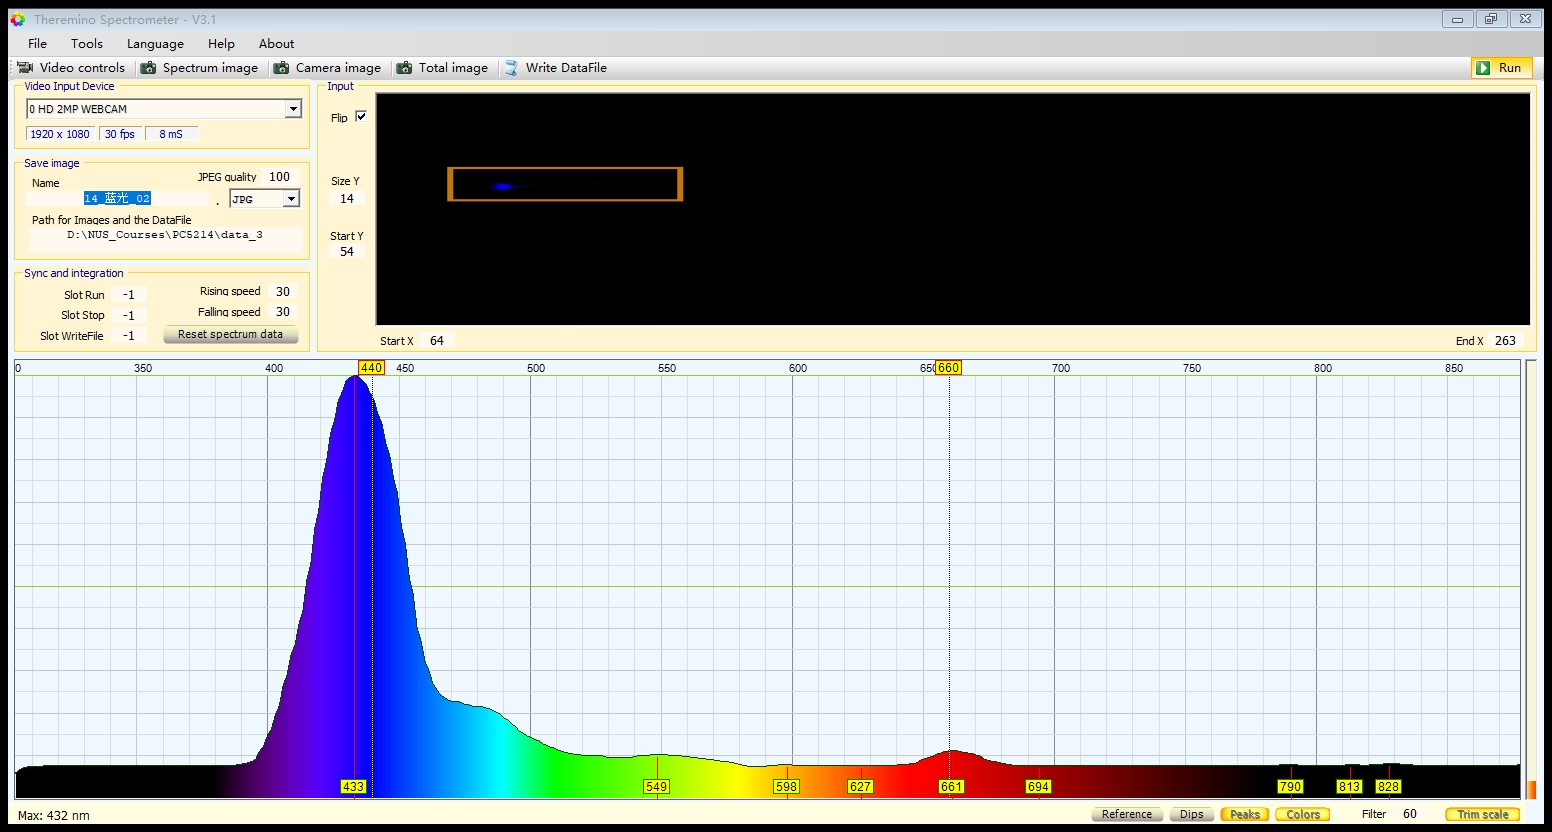 Theremino Spectrometer - V3.1
File Tools Language Help About
Video controls Spectrum image Camera image Total image Write DataFile Run
Video Input Device
0 HD 2MP WEBCAM
1920 x 1080 30 fps 8 mS
Save image
JPEG quality 100
Name
14_蓝光_02 . JPG
Path for Images and the DataFile
D:\NUS_Courses\PC5214\data_3
Sync and integration
Slot Run -1 Rising speed 30
Slot Stop -1 Falling speed 30
Slot WriteFile -1 Reset spectrum data
Input
Flip
Size Y
14
Start Y
54
Start X 64 End X 263
0 350 400 440 450 500 550 600 650 660 700 750 800 850
433 549 598 627 661 694 790 813 828
Max: 432 nm Reference Dips Peaks Colors Filter 60 Trim scale